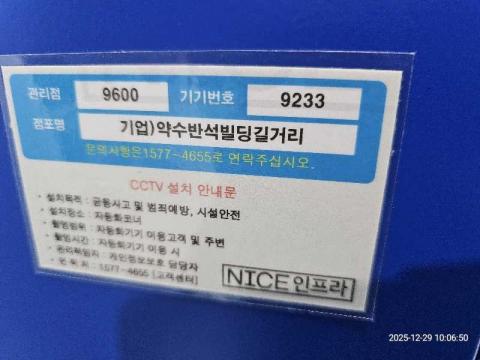 관리점 9600 기기번호 9233
점포명 기업)약수반석빌딩길거리
문의사항은1577-4655로 연락주십시오.
CCTV 설치 안내문
· 설치목적 : 금융사고 및 범죄예방, 시설안전
· 설치장소 : 자동화코너
· 촬영범위 : 자동화기기 이용고객 및 주변
· 촬영시간 : 자동화기기 이용 시
· 관리책임자 : 개인정보보호 담당자
· 연 락 처 : 1577-4655 [고객센터]
NICE인프라
2025-12-29 10:06:50